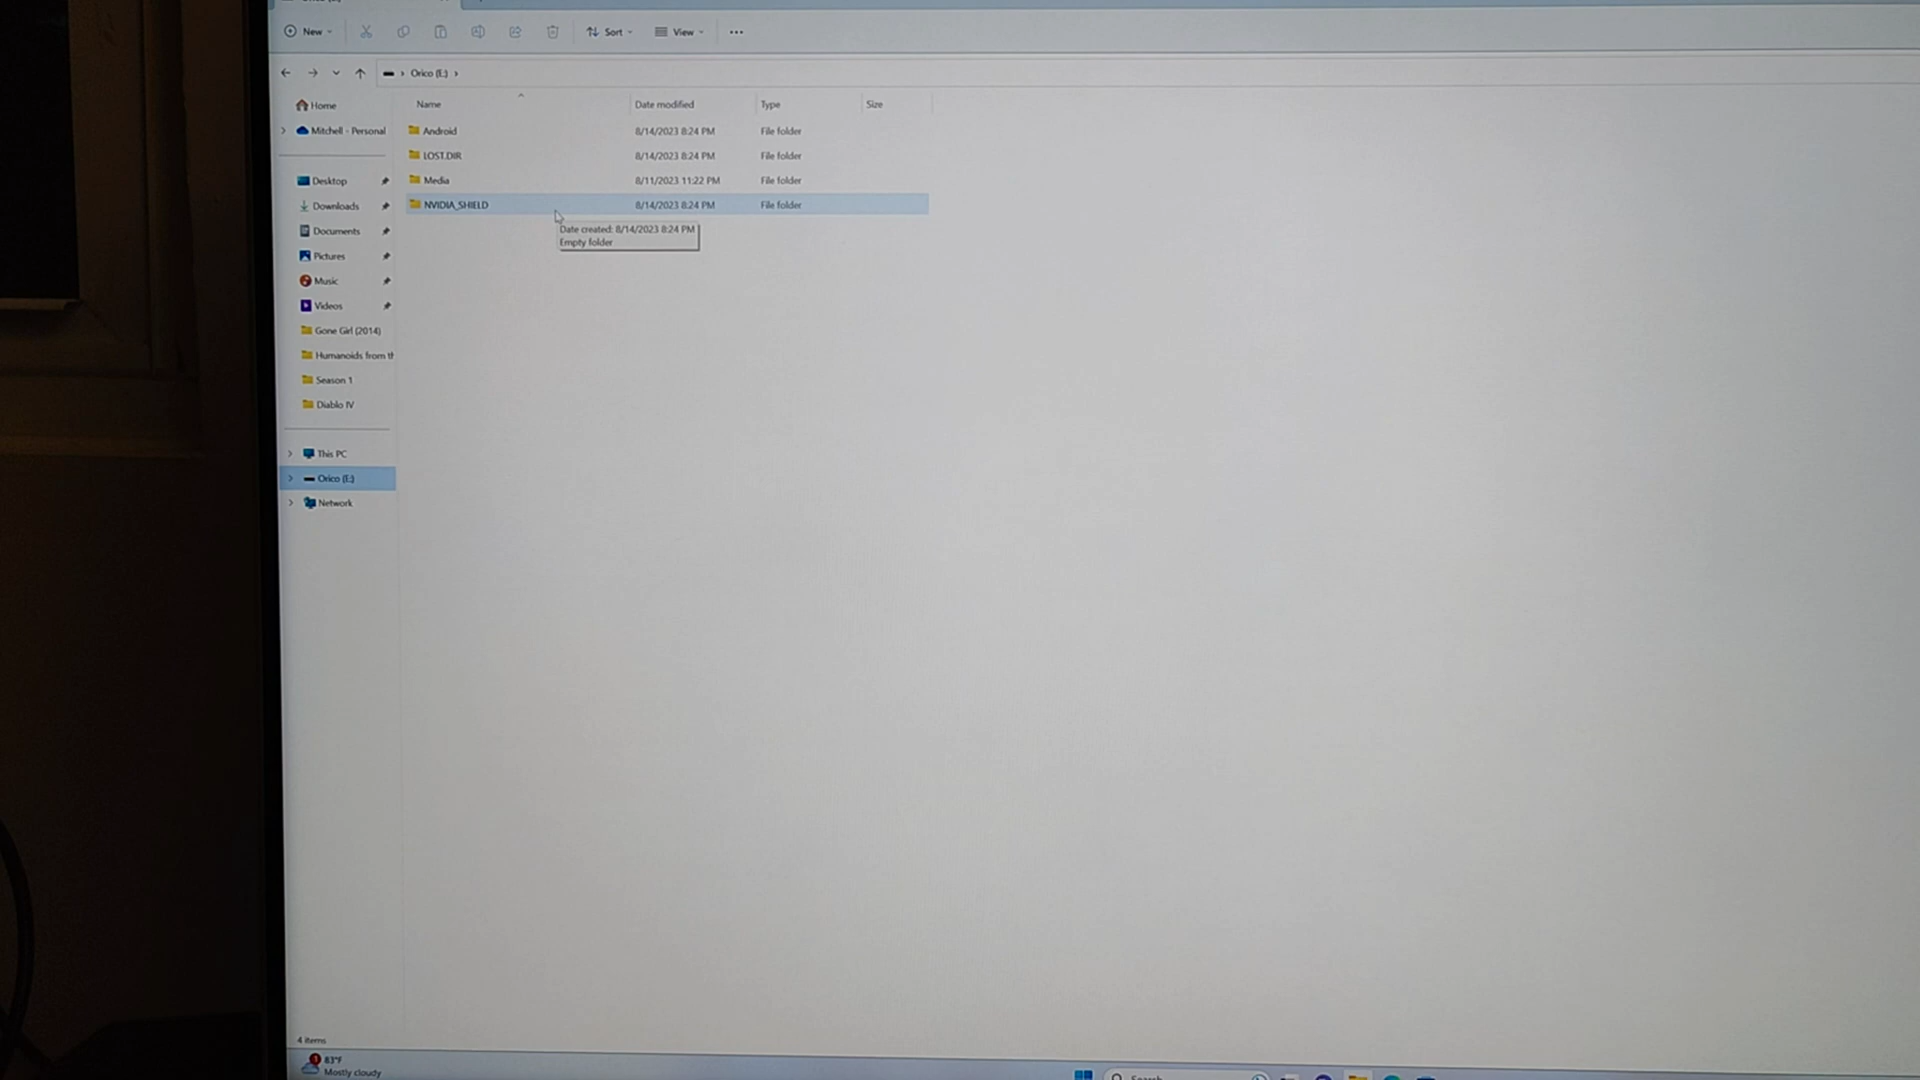 New
Sort
View
Orico (E:)
Home
Mitchell - Personal
Desktop
Downloads
Documents
Pictures
Music
Videos
Gone Girl (2014)
Humanoids from th
Season 1
Diablo IV
This PC
Orico (E:)
Network
Name Date modified Type Size
Android 8/14/2023 8:24 PM File folder
LOST.DIR 8/14/2023 8:24 PM File folder
Media 8/11/2023 11:22 PM File folder
NVIDIA_SHIELD 8/14/2023 8:24 PM File folder
Date created: 8/14/2023 8:24 PM
Empty folder
4 items
1
83°F
Mostly cloudy
Search